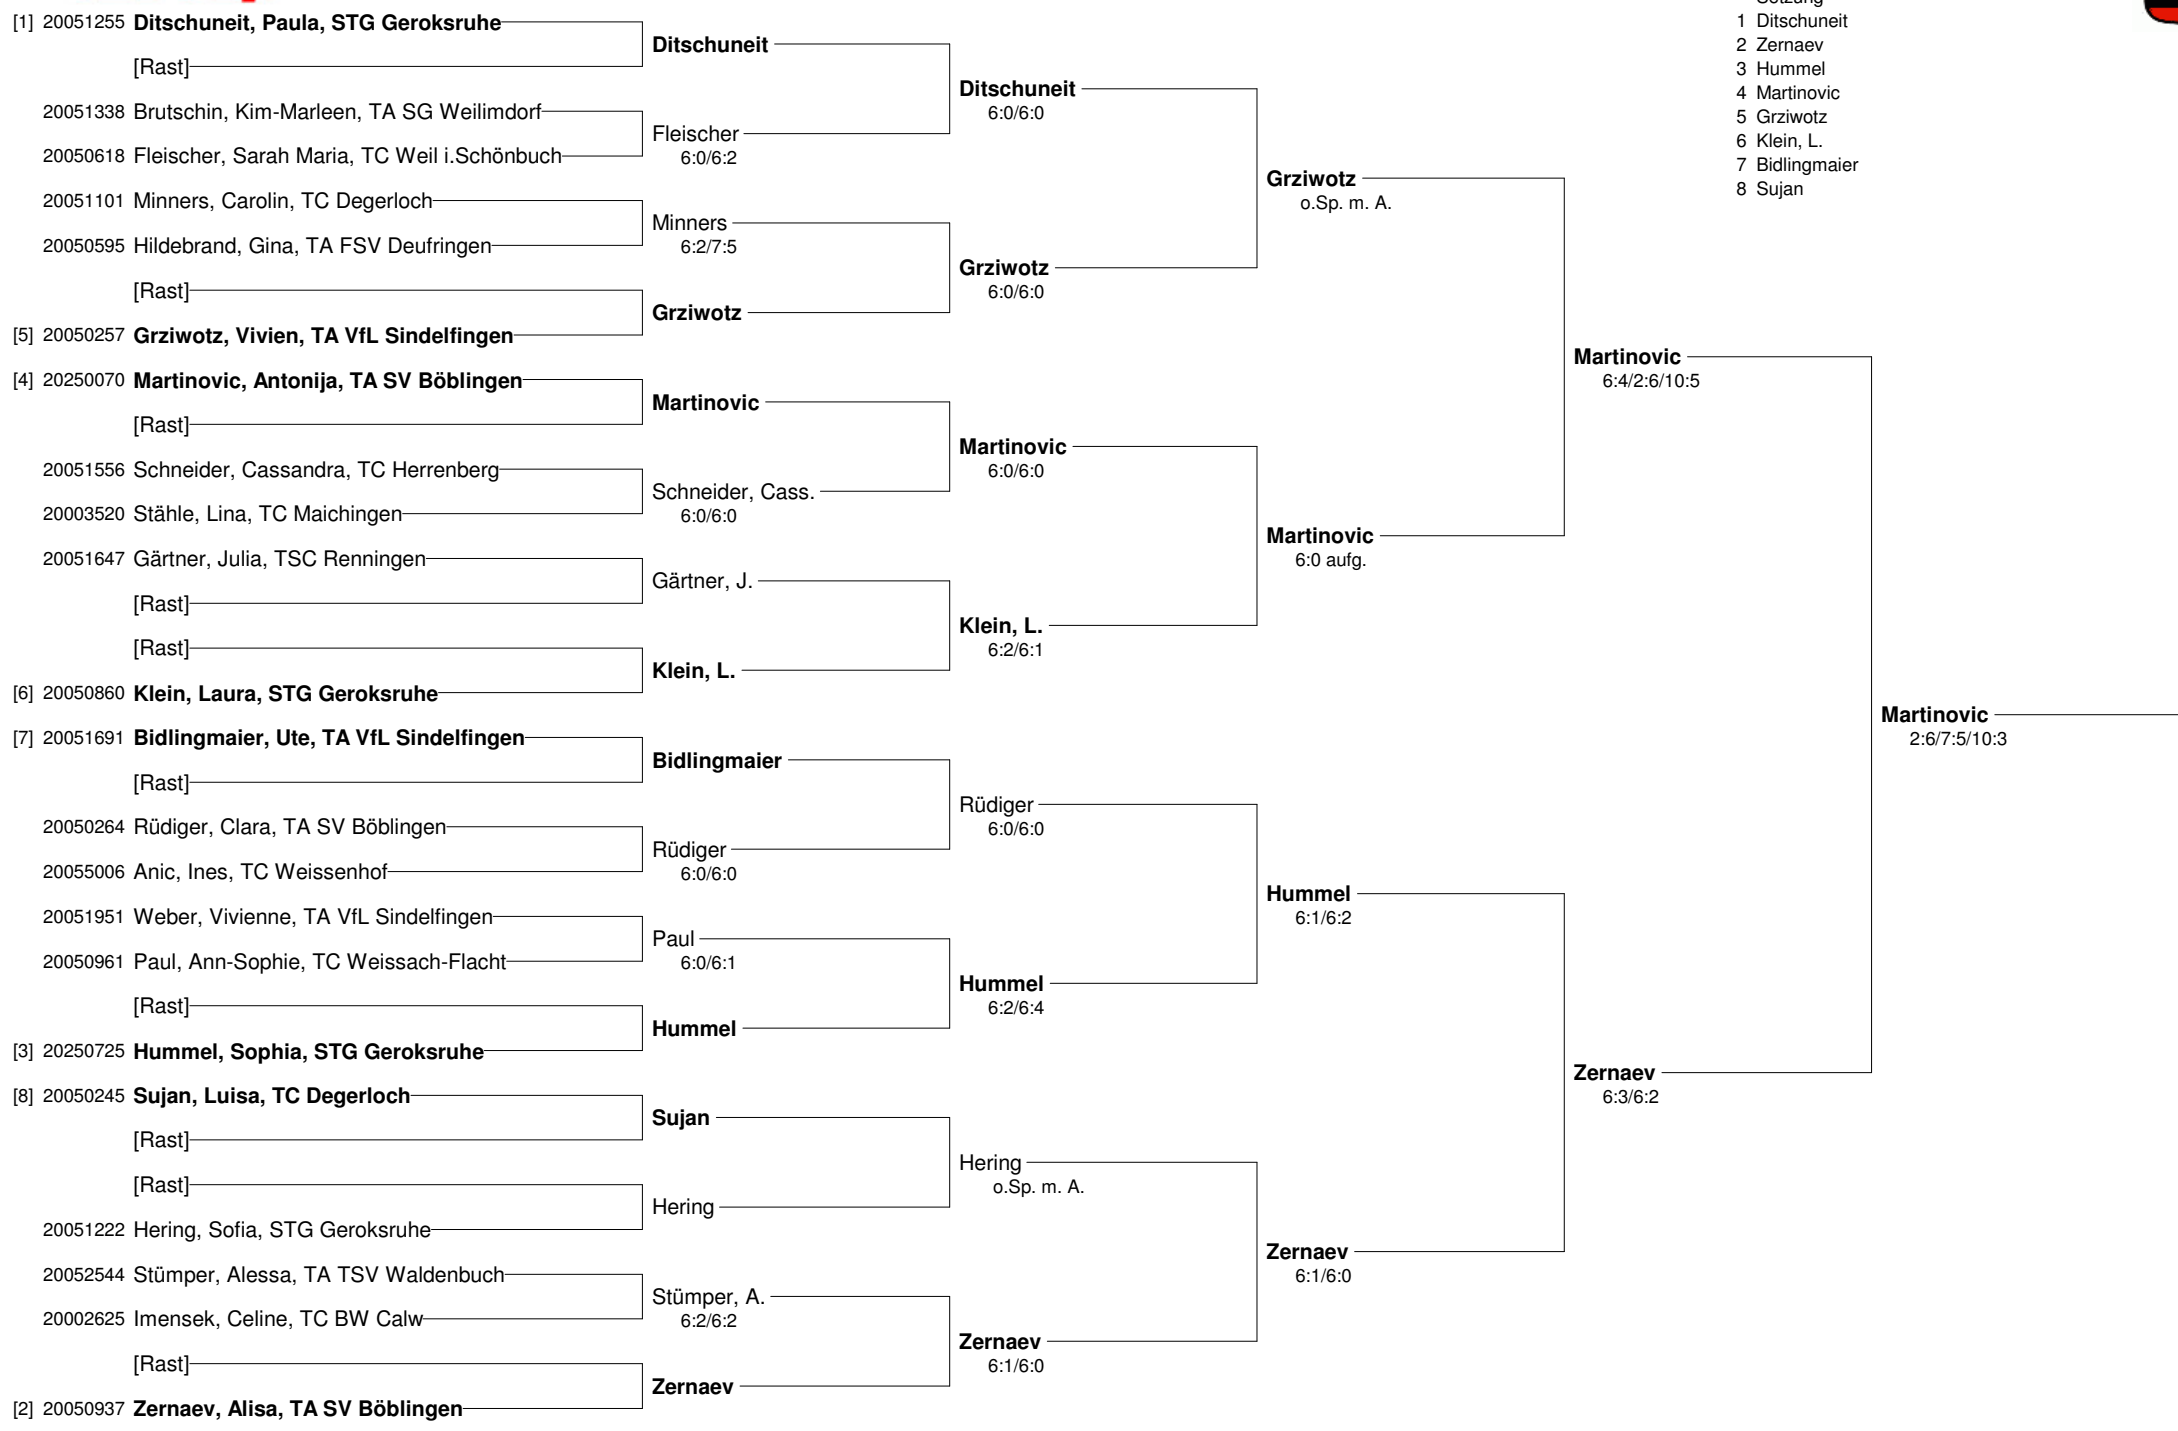 [1] 20051255 Ditschuneit, Paula, STG Geroksruhe
[Rast]
20051338 Brutschin, Kim-Marleen, TA SG Weilimdorf
20050618 Fleischer, Sarah Maria, TC Weil i.Schönbuch
20051101 Minners, Carolin, TC Degerloch
20050595 Hildebrand, Gina, TA FSV Deufringen
[Rast]
[5] 20050257 Grziwotz, Vivien, TA VfL Sindelfingen
[4] 20250070 Martinovic, Antonija, TA SV Böblingen
[Rast]
20051556 Schneider, Cassandra, TC Herrenberg
20003520 Stähle, Lina, TC Maichingen
20051647 Gärtner, Julia, TSC Renningen
[Rast]
[Rast]
[6] 20050860 Klein, Laura, STG Geroksruhe
[7] 20051691 Bidlingmaier, Ute, TA VfL Sindelfingen
[Rast]
20050264 Rüdiger, Clara, TA SV Böblingen
20055006 Anic, Ines, TC Weissenhof
20051951 Weber, Vivienne, TA VfL Sindelfingen
20050961 Paul, Ann-Sophie, TC Weissach-Flacht
[Rast]
[3] 20250725 Hummel, Sophia, STG Geroksruhe
[8] 20050245 Sujan, Luisa, TC Degerloch
[Rast]
[Rast]
20051222 Hering, Sofia, STG Geroksruhe
20052544 Stümper, Alessa, TA TSV Waldenbuch
20002625 Imensek, Celine, TC BW Calw
[Rast]
[2] 20050937 Zernaev, Alisa, TA SV Böblingen
Ditschuneit
Fleischer
6:0/6:2
Minners
6:2/7:5
Grziwotz
Martinovic
Schneider, Cass.
6:0/6:0
Gärtner, J.
Klein, L.
Bidlingmaier
Rüdiger
6:0/6:0
Paul
6:0/6:1
Hummel
Sujan
Hering
Stümper, A.
6:2/6:2
Zernaev
Ditschuneit
6:0/6:0
Grziwotz
6:0/6:0
Martinovic
6:0/6:0
Klein, L.
6:2/6:1
Rüdiger
6:0/6:0
Hummel
6:2/6:4
Hering
o.Sp. m. A.
Zernaev
6:1/6:0
Grziwotz
o.Sp. m. A.
Martinovic
6:0 aufg.
Hummel
6:1/6:2
Zernaev
6:1/6:0
Martinovic
6:4/2:6/10:5
Zernaev
6:3/6:2
Martinovic
2:6/7:5/10:3
1 Ditschuneit
2 Zernaev
3 Hummel
4 Martinovic
5 Grziwotz
6 Klein, L.
7 Bidlingmaier
8 Sujan